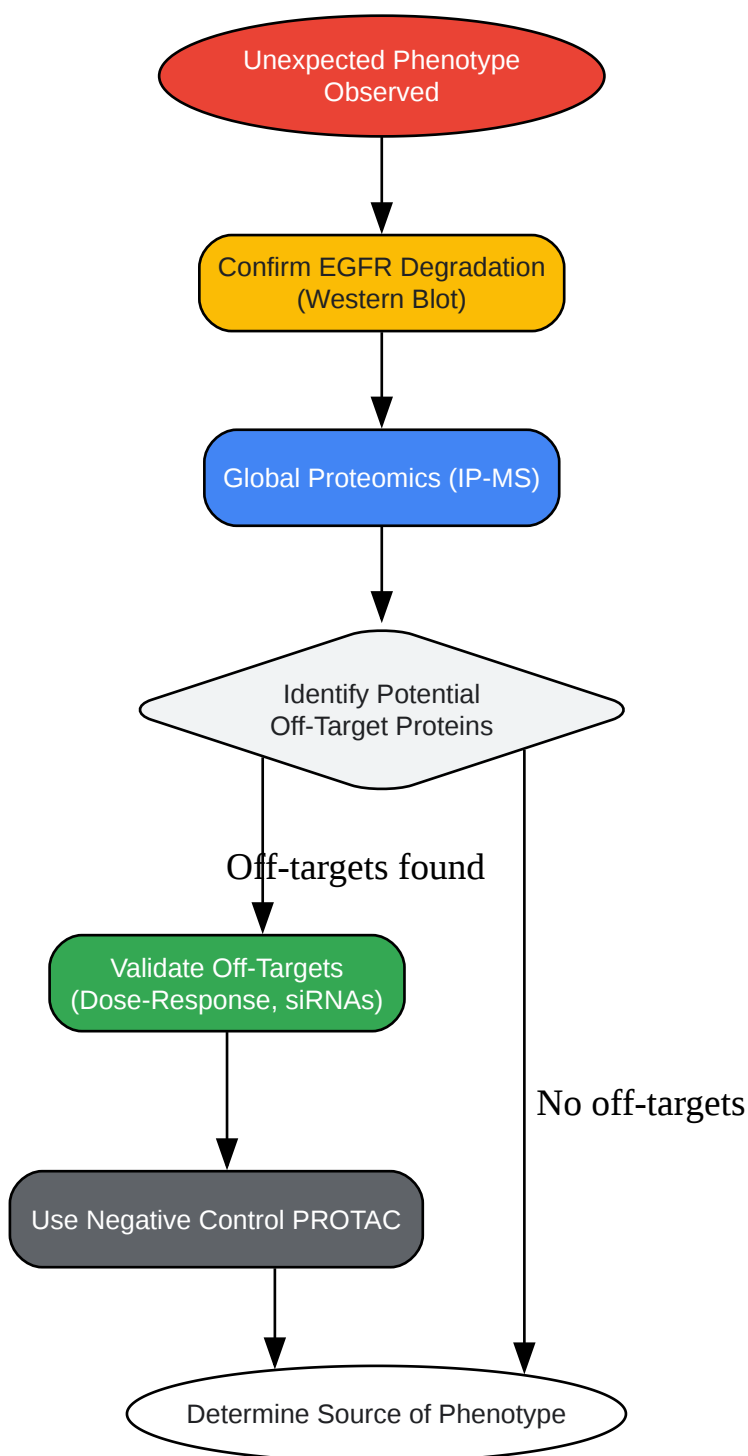 Unexpected Phenotype
Observed
Confirm EGFR Degradation
(Western Blot)
Global Proteomics (IP-MS)
Identify Potential
Off-Target Proteins
Off-targets found
Validate Off-Targets
(Dose-Response, siRNAs)
No off-targets
Use Negative Control PROTAC
Determine Source of Phenotype